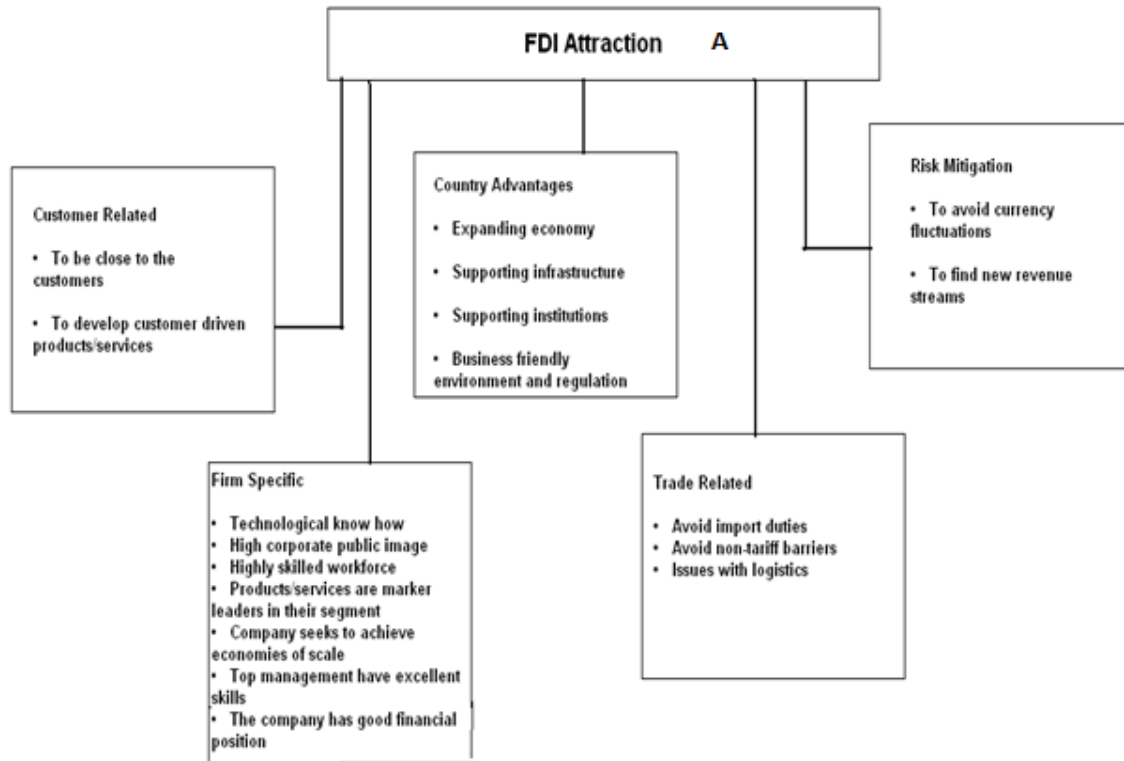 FDI Attraction A
Customer Related
• To be close to the
customers
• To develop customer driven
products/services
Firm Specific
• Technological know how
• High corporate public image
• Highly skilled workforce
• Products/services are marker
leaders in their segment
• Company seeks to achieve
economies of scale
• Top management have excellent
skills
• The company has good financial
position
Country Advantages
• Expanding economy
• Supporting infrastructure
• Supporting institutions
• Business friendly
environment and regulation
Trade Related
• Avoid import duties
• Avoid non-tariff barriers
• Issues with logistics
Risk Mitigation
• To avoid currency
fluctuations
• To find new revenue
streams